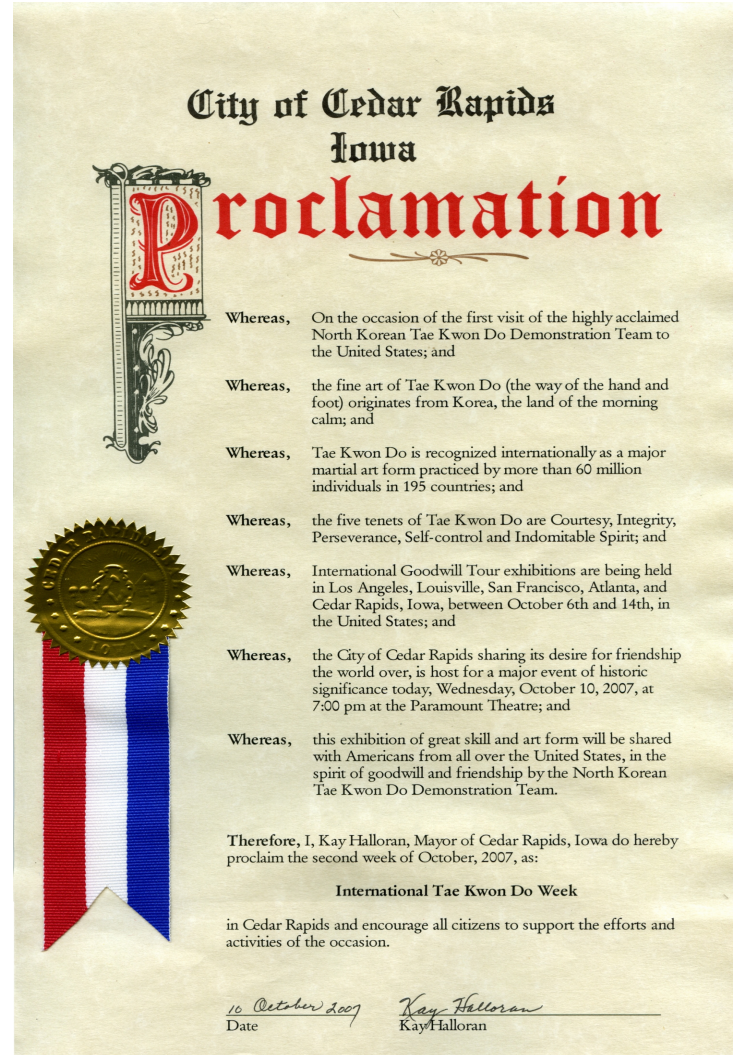 City of Cedar Rapids
Iowa
Proclamation
Whereas, On the occasion of the first visit of the highly acclaimed
North Korean Tae Kwon Do Demonstration Team to
the United States; and
Whereas, the fine art of Tae Kwon Do (the way of the hand and
foot) originates from Korea, the land of the morning
calm; and
Whereas, Tae Kwon Do is recognized internationally as a major
martial art form practiced by more than 60 million
individuals in 195 countries; and
Whereas, the five tenets of Tae Kwon Do are Courtesy, Integrity,
Perseverance, Self-control and Indomitable Spirit; and
Whereas, International Goodwill Tour exhibitions are being held
in Los Angeles, Louisville, San Francisco, Atlanta, and
Cedar Rapids, Iowa, between October 6th and 14th, in
the United States; and
Whereas, the City of Cedar Rapids sharing its desire for friendship
the world over, is host for a major event of historic
significance today, Wednesday, October 10, 2007, at
7:00 pm at the Paramount Theatre; and
Whereas, this exhibition of great skill and art form will be shared
with Americans from all over the United States, in the
spirit of goodwill and friendship by the North Korean
Tae Kwon Do Demonstration Team.
CEDAR RAPIDS
IOWA
Therefore, I, Kay Halloran, Mayor of Cedar Rapids, Iowa do hereby
proclaim the second week of October, 2007, as:
International Tae Kwon Do Week
in Cedar Rapids and encourage all citizens to support the efforts and
activities of the occasion.
10 October 2007 Kay Halloran
Date Kay Halloran